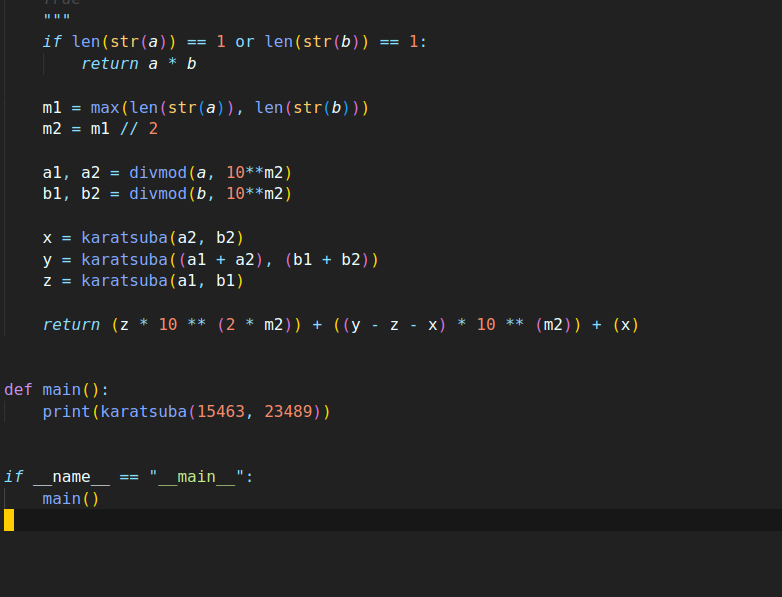 True
"""
if len(str(a)) == 1 or len(str(b)) == 1:
return a * b
m1 = max(len(str(a)), len(str(b)))
m2 = m1 // 2
a1, a2 = divmod(a, 10**m2)
b1, b2 = divmod(b, 10**m2)
x = karatsuba(a2, b2)
y = karatsuba((a1 + a2), (b1 + b2))
z = karatsuba(a1, b1)
return (z * 10 ** (2 * m2)) + ((y - z - x) * 10 ** (m2)) + (x)
def main():
print(karatsuba(15463, 23489))
if __name__ == "__main__":
main()